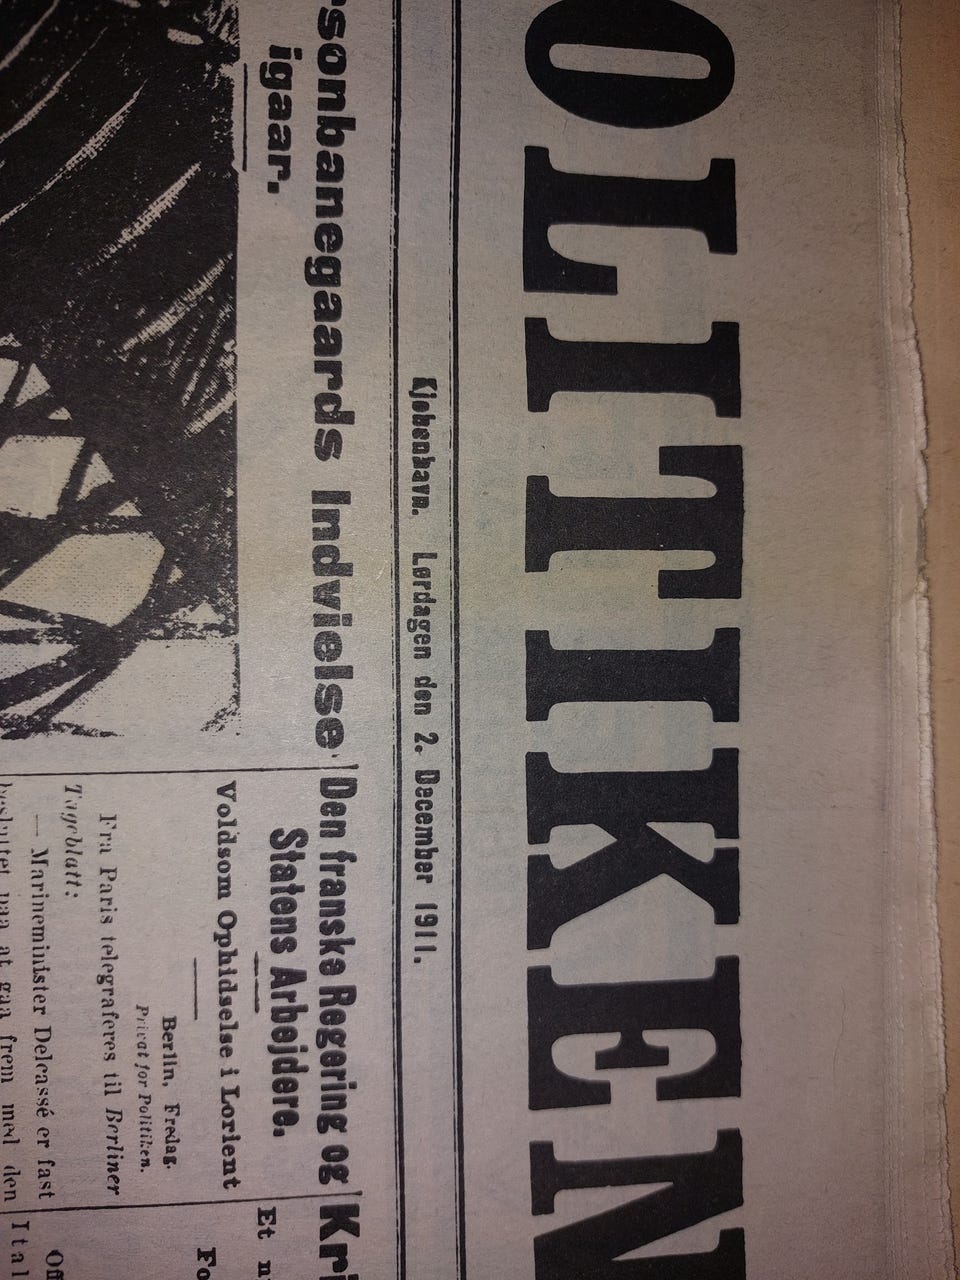 OLITIKEN
Kjøbenhavn. Lørdagen den 2. December 1911.
sonbanegaards Indvielse
igaar.
Den franske Regering og
Statens Arbejdere.
Voldsom Ophidselse i Lorient
Berlin, Fredag.
Privat for Politiken.
Fra Paris telegraferes til Berliner
Tageblatt:
— Marineminister Delcassé er fast
besluttet paa at gaa frem med den
Kri
Et n
Fo
Off
Ital